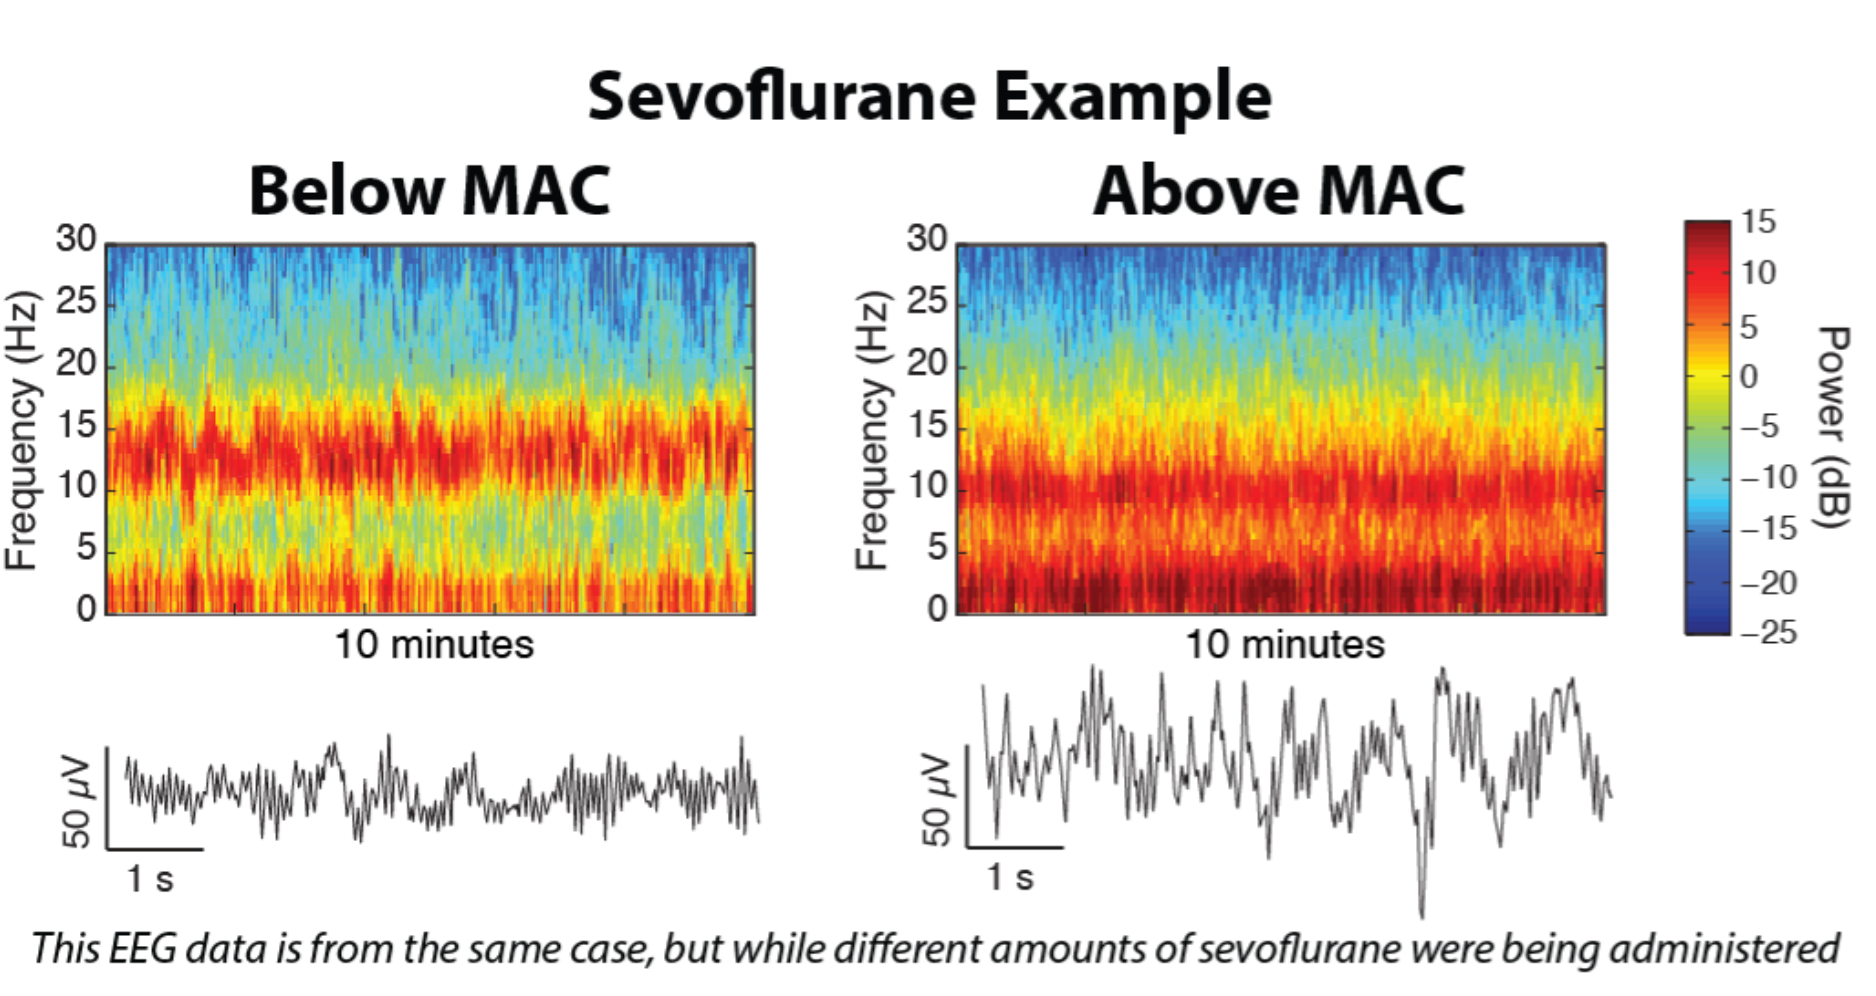 Sevoflurane Example
Below MAC
Above MAC
30
25
20
15
10
5
0
Frequency (Hz)
10 minutes
30
25
20
15
10
5
0
Frequency (Hz)
10 minutes
15
10
5
0
−5
−10
−15
−20
−25
Power (dB)
50 μV
1 s
50 μV
1 s
This EEG data is from the same case, but while different amounts of sevoflurane were being administered